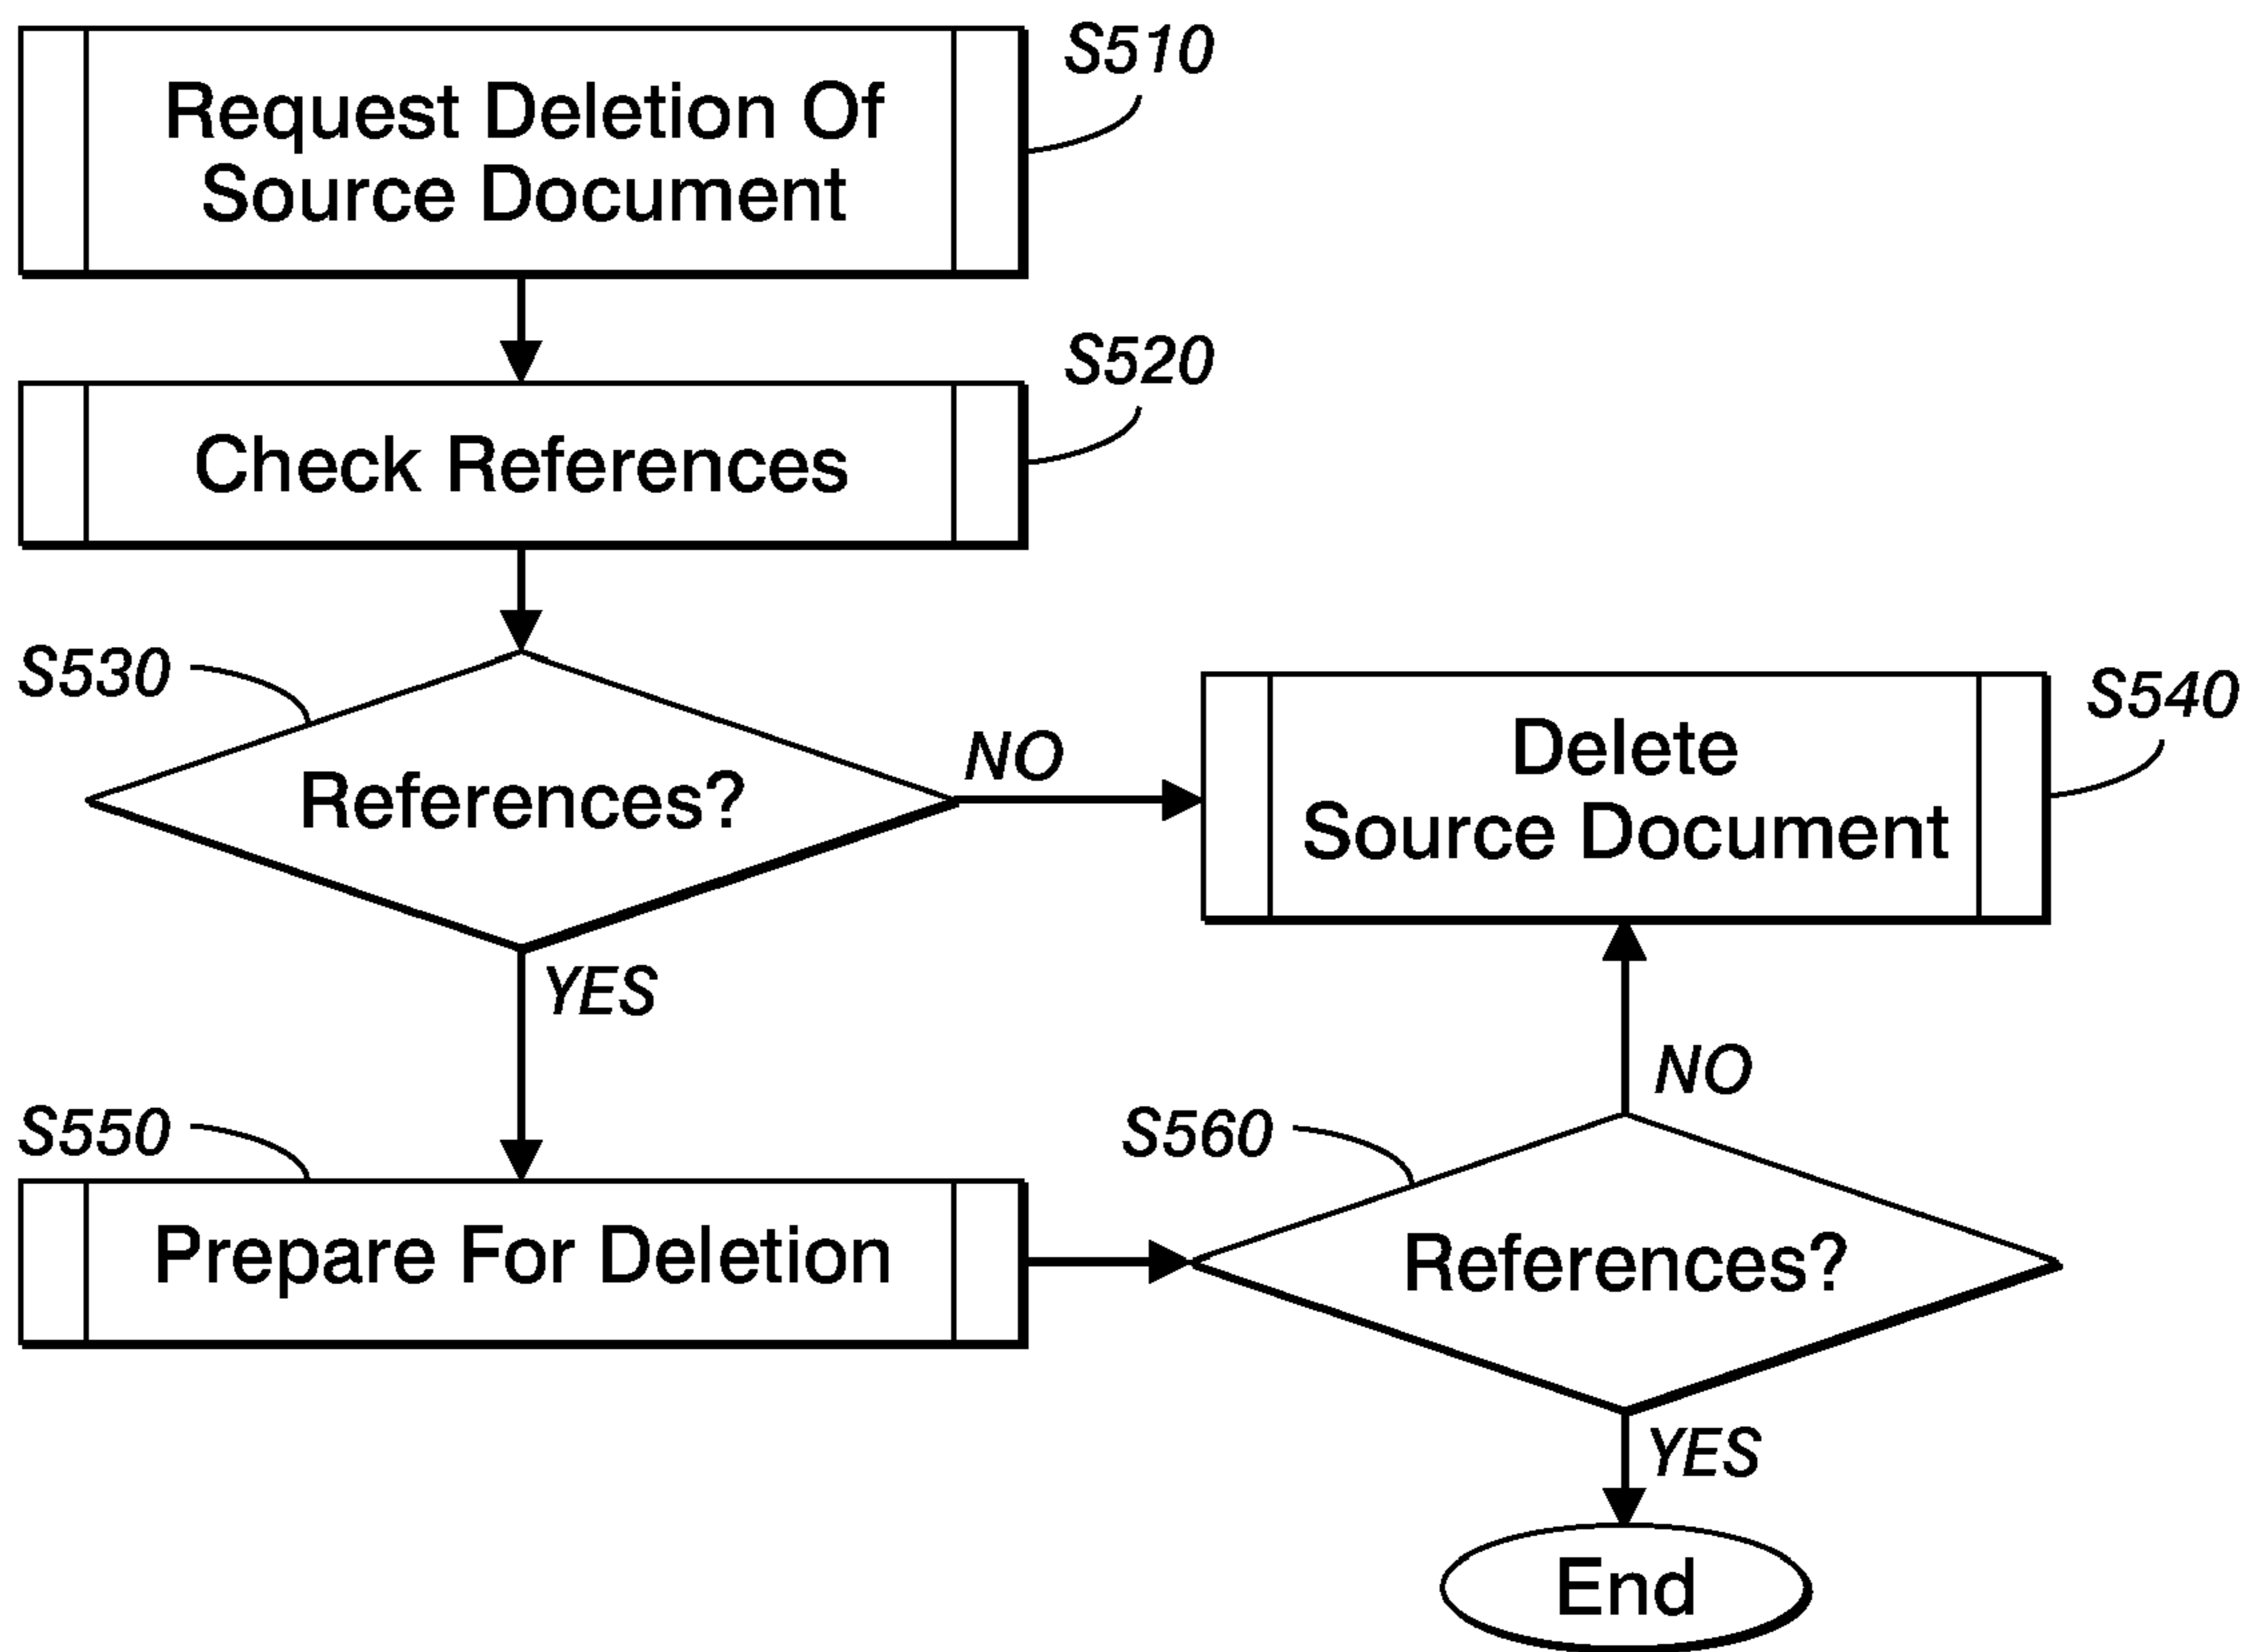 Request Deletion Of
Source Document
S510
Check References
S520
S530
References?
NO
YES
Delete
Source Document
S540
S550
Prepare For Deletion
S560
References?
NO
YES
End